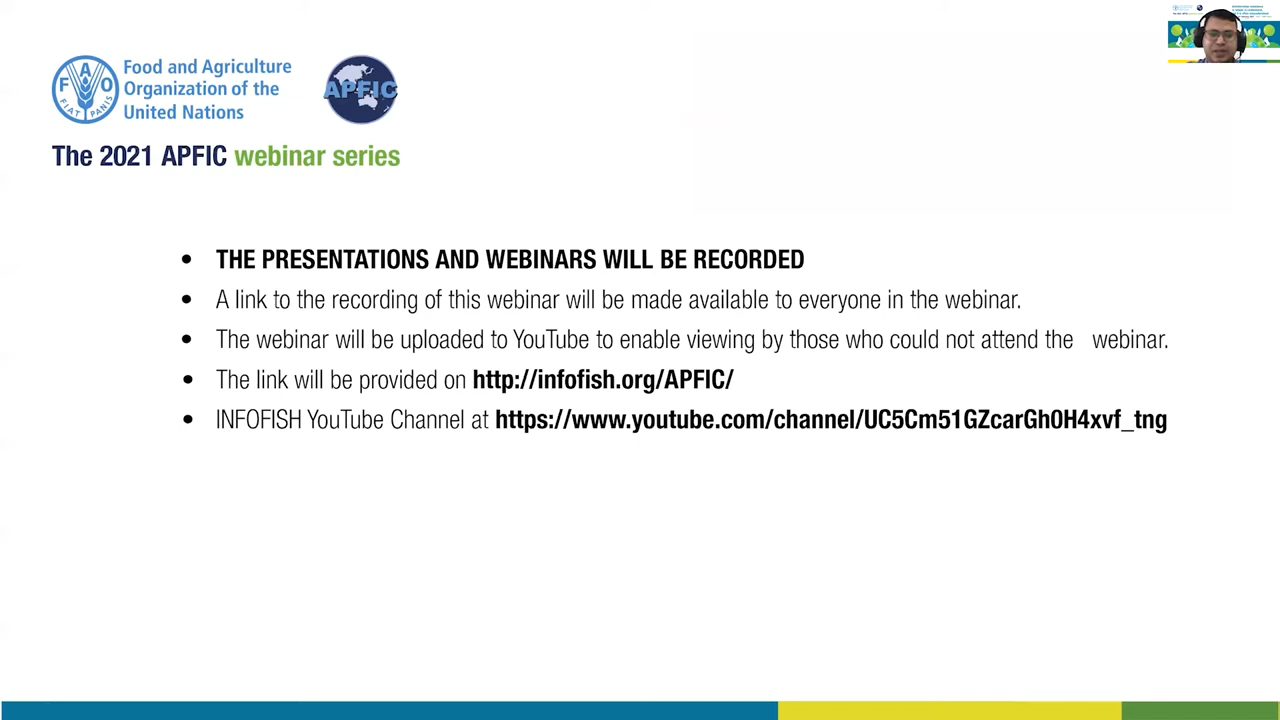 F A O
FIAT PANIS
Food and Agriculture
Organization of the
United Nations
APFIC
The 2021 APFIC webinar series
• THE PRESENTATIONS AND WEBINARS WILL BE RECORDED
• A link to the recording of this webinar will be made available to everyone in the webinar.
• The webinar will be uploaded to YouTube to enable viewing by those who could not attend the webinar.
• The link will be provided on http://infofish.org/APFIC/
• INFOFISH YouTube Channel at https://www.youtube.com/channel/UC5Cm51GZcarGh0H4xvf_tng